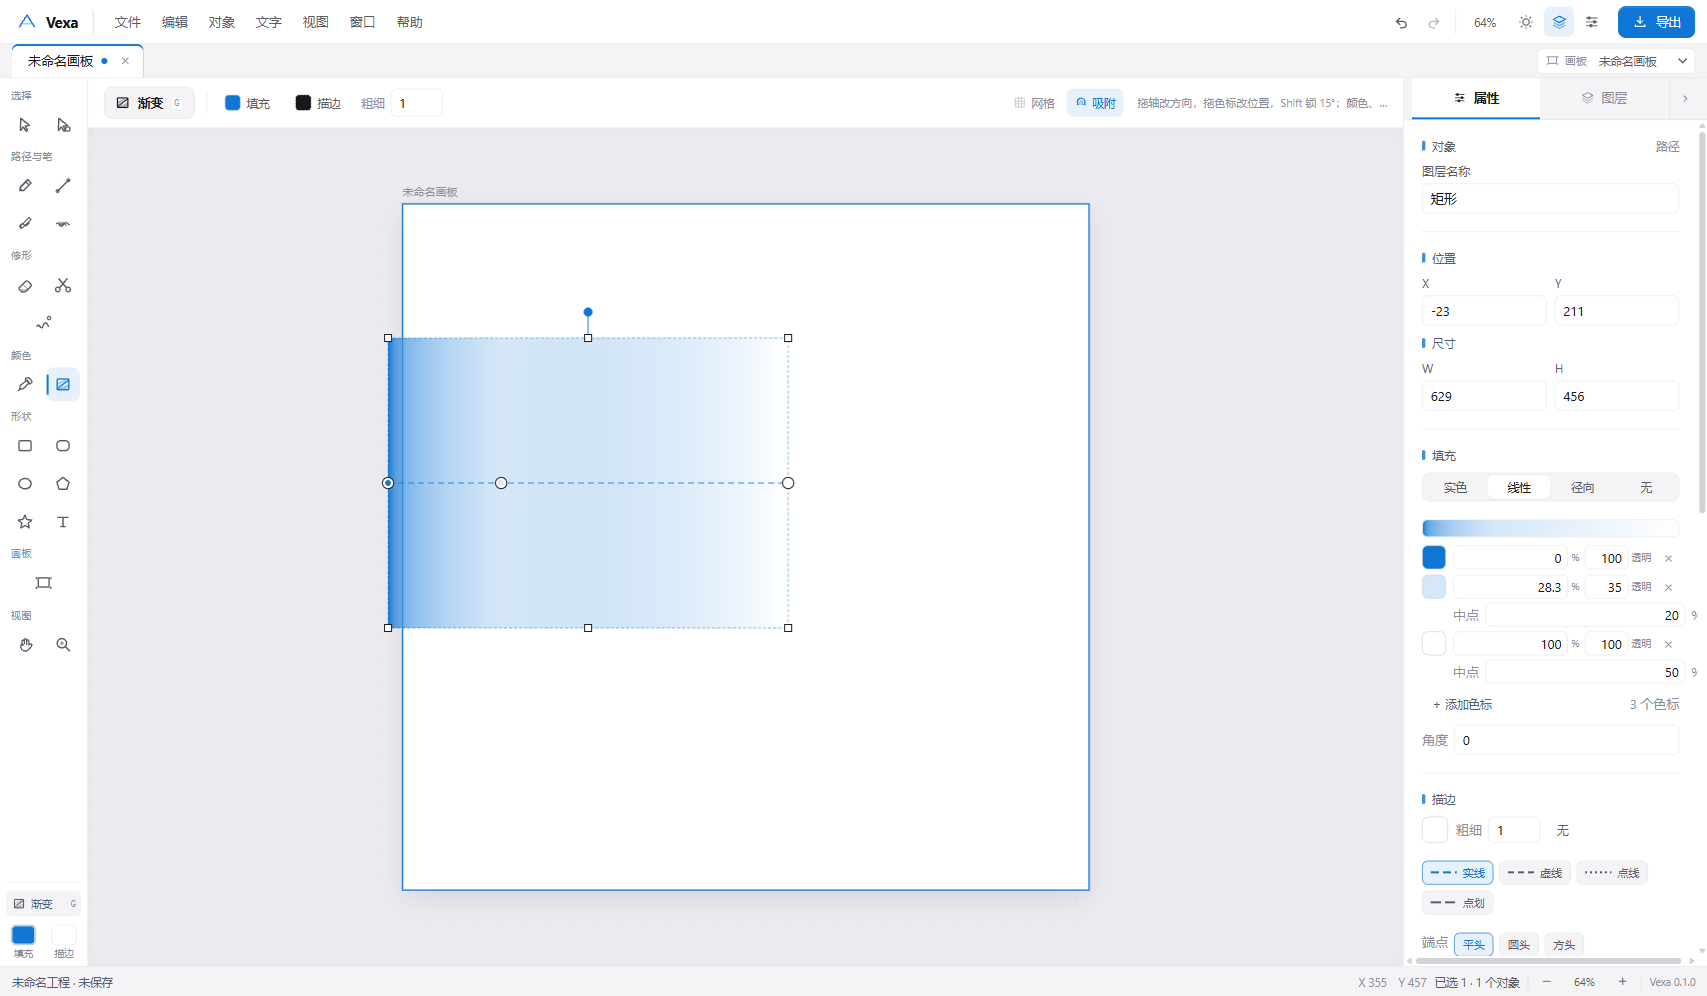 Vexa 文件 编辑 对象 文字 视图 窗口 帮助 64% 导出
未命名画板 × 画板 未命名画板
选择
路径与笔
修形
颜色
形状
画板
视图
渐变 G
填充 描边
渐变 G 填充 描边 粗细 1 网格 吸附 拖轴改方向，拖色标改位置，Shift 锁 15°；颜色、...
未命名画板
属性 图层
对象 路径
图层名称
矩形
位置
X Y
-23 211
尺寸
W H
629 456
填充
实色 线性 径向 无
0 % 100 透明 ×
28.3 % 35 透明 ×
中点 20 %
100 % 100 透明 ×
中点 50 %
+ 添加色标 3 个色标
角度 0
描边
粗细 1 无
实线 虚线 点线
点划
端点 平头 圆头 方头
未命名工程 · 未保存 X 355 Y 457 已选 1 · 1 个对象 − 64% + Vexa 0.1.0